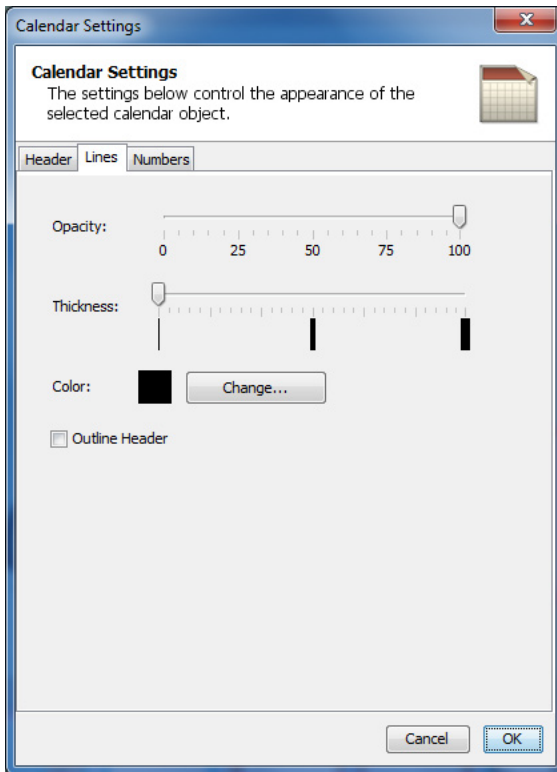 Calendar Settings
Calendar Settings
The settings below control the appearance of the
selected calendar object.
Header Lines Numbers
Opacity:
0 25 50 75 100
Thickness:
Color: Change...
Outline Header
Cancel OK